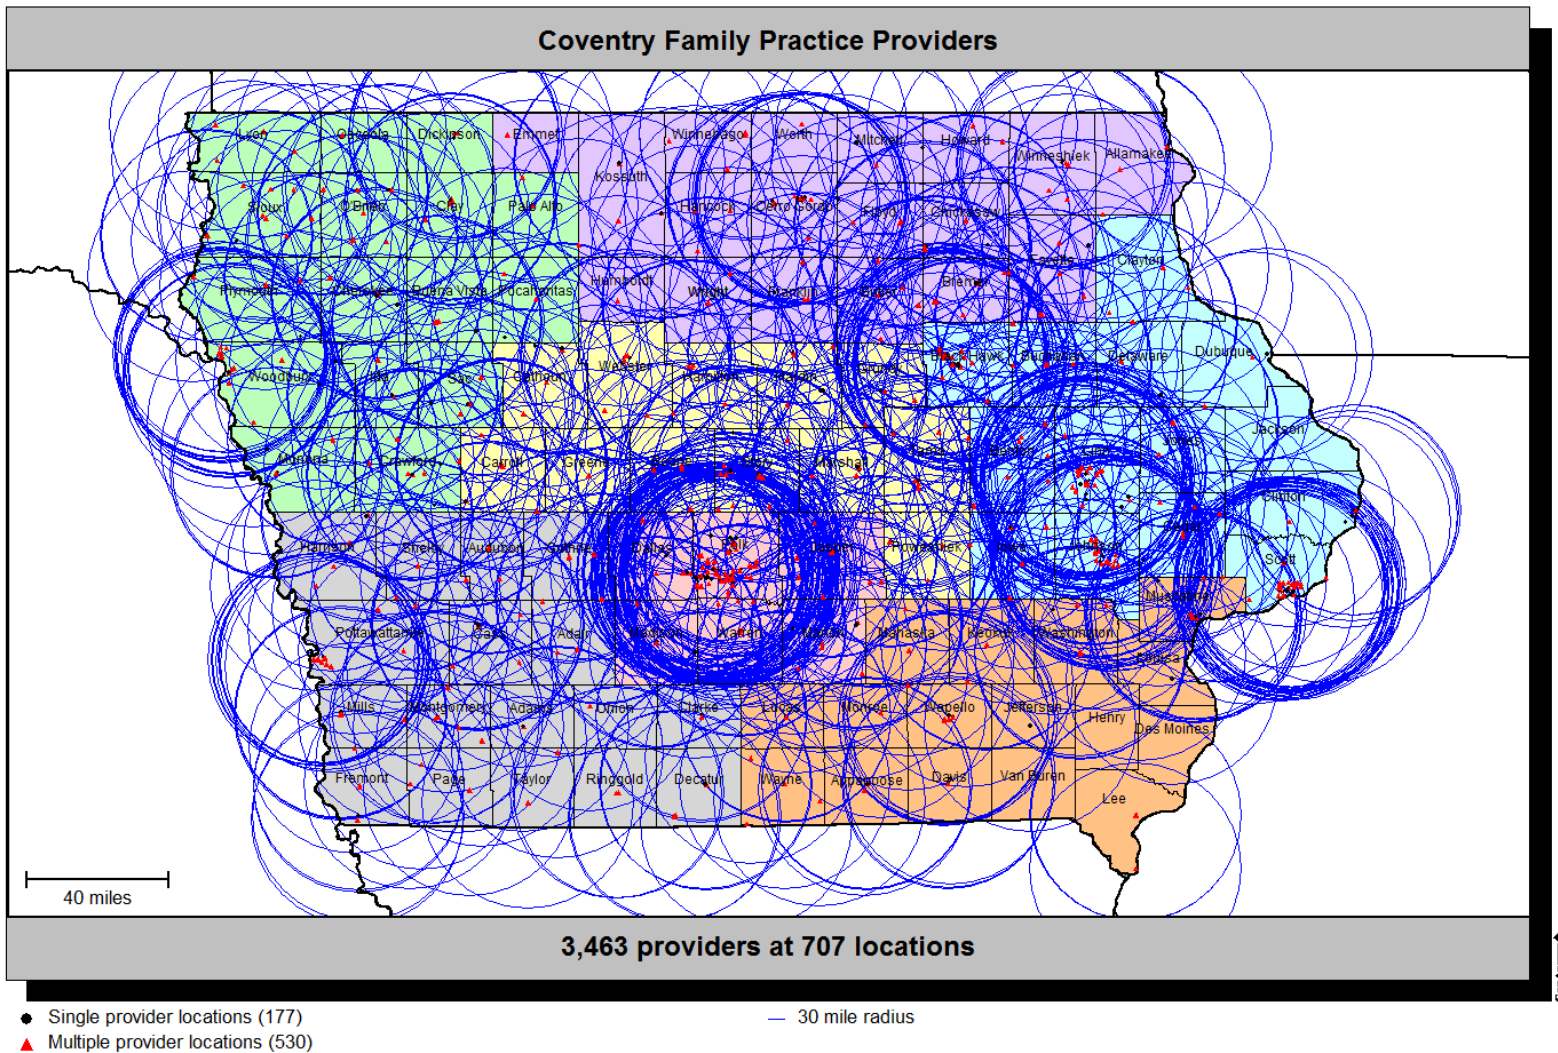 Coventry Family Practice Providers
Lyon Osceola Dickinson Emmet Winnebago Worth Mitchell Howard Winneshiek Allamakee
Kossuth
Sioux O'Brien Clay Palo Alto Hancock Cerro Gordo Floyd Chickasaw
Plymouth Cherokee Buena Vista Pocahontas Humboldt Wright Franklin Butler Bremer Fayette Clayton
Woodbury Ida Sac Calhoun Webster Hamilton Hardin Grundy Black Hawk Buchanan Delaware Dubuque
Monona Crawford Carroll Greene Boone Story Marshall Tama Benton Linn Jones Jackson
Clinton
Harrison Shelby Audubon Guthrie Dallas Polk Jasper Poweshiek Iowa Johnson Cedar Scott
Muscatine
Pottawattamie Cass Adair Madison Warren Marion Mahaska Keokuk Washington
Louisa
Mills Montgomery Adams Union Clarke Lucas Monroe Wapello Jefferson Henry Des Moines
Fremont Page Taylor Ringgold Decatur Wayne Appanoose Davis Van Buren Lee
40 miles
3,463 providers at 707 locations
Single provider locations (177)
30 mile radius
Multiple provider locations (530)